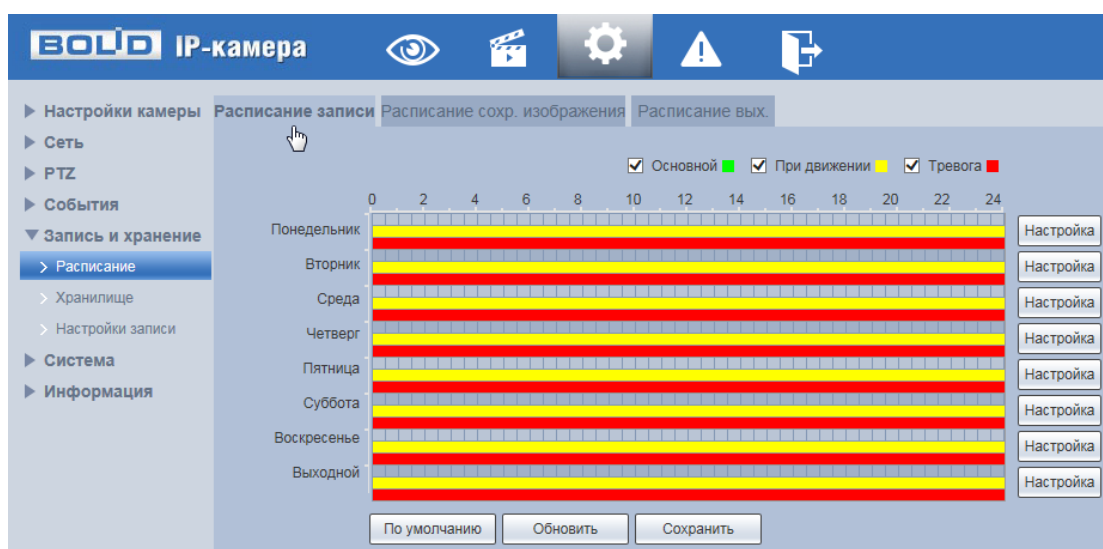 BOLID IP-камера
Настройки камеры
Сеть
PTZ
События
Запись и хранение
Расписание
Хранилище
Настройки записи
Система
Информация
Расписание записи Расписание сохр. изображения Расписание вых.
Основной При движении Тревога
0 2 4 6 8 10 12 14 16 18 20 22 24
Понедельник Настройка
Вторник Настройка
Среда Настройка
Четверг Настройка
Пятница Настройка
Суббота Настройка
Воскресенье Настройка
Выходной Настройка
По умолчанию Обновить Сохранить